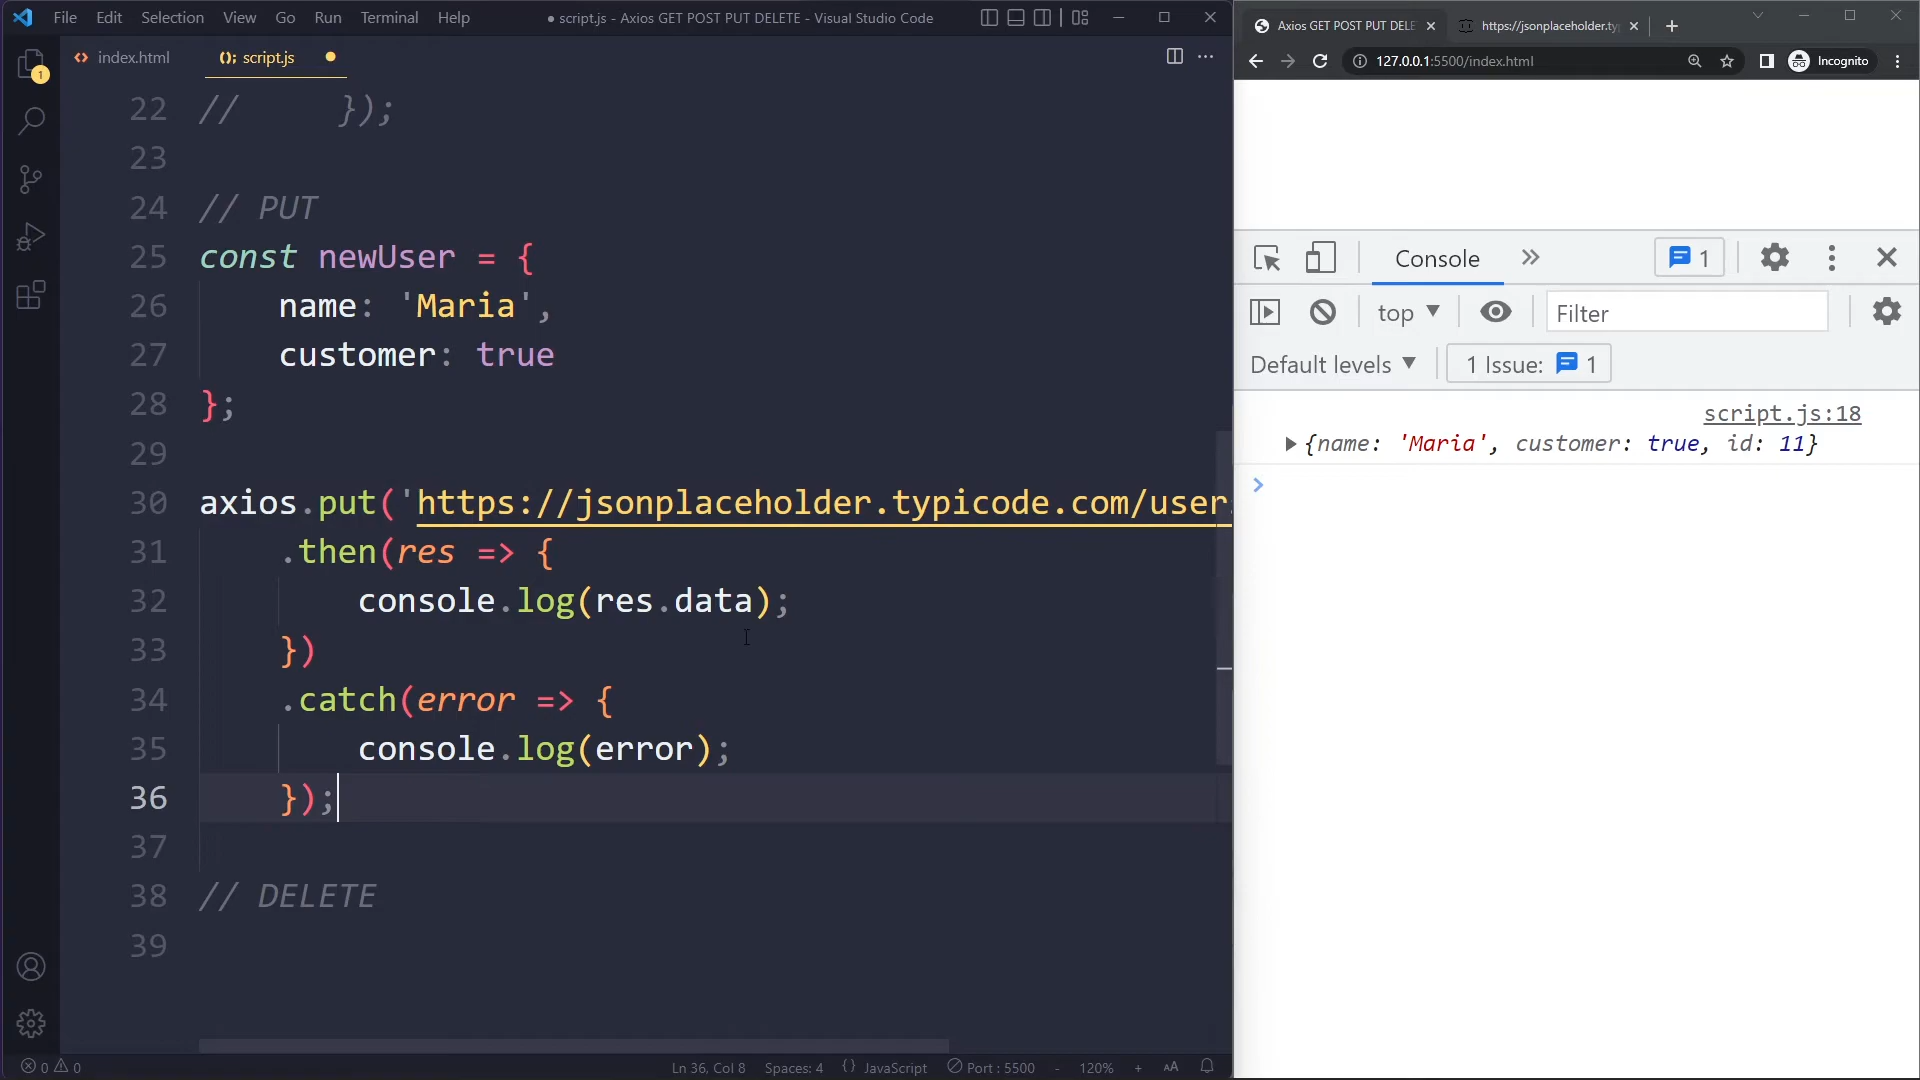 File Edit Selection View Go Run Terminal Help
● script.js - Axios GET POST PUT DELETE - Visual Studio Code
index.html
script.js
22 //     });
23
24 // PUT
25 const newUser = {
26     name: 'Maria',
27     customer: true
28 };
29
30 axios.put('https://jsonplaceholder.typicode.com/user
31     .then(res => {
32         console.log(res.data);
33     })
34     .catch(error => {
35         console.log(error);
36     });
37
38 // DELETE
39
1
0 0
Ln 36, Col 8 Spaces: 4 {} JavaScript Port : 5500 - 120% + AA
Axios GET POST PUT DELE
https://jsonplaceholder.ty
127.0.0.1:5500/index.html
Incognito
Console » 1
top Filter
Default levels 1 Issue: 1
script.js:18
{name: 'Maria', customer: true, id: 11}